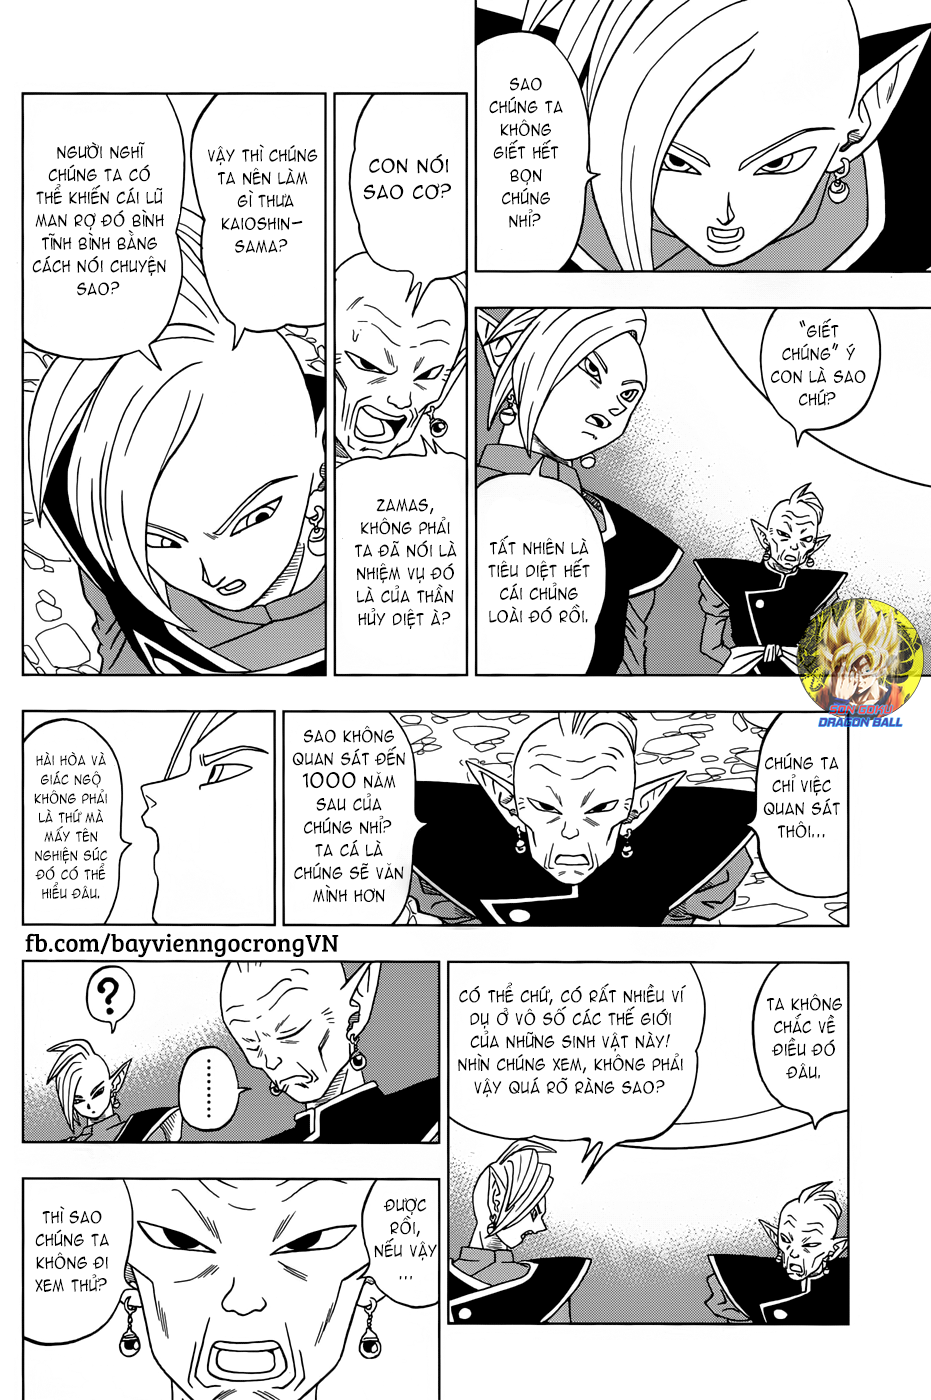 SAO
CHÚNG TA
KHÔNG
GIẾT HẾT
BỌN
CHÚNG
NHỈ?
"GIẾT
CHÚNG" Ý
CON LÀ SAO
CHỨ?
TẤT NHIÊN LÀ
TIÊU DIỆT HẾT
CÁI CHỦNG
LOÀI ĐÓ RỒI.
CON NÓI
SAO CƠ?
ZAMAS,
KHÔNG PHẢI
TA ĐÃ NÓI LÀ
NHIỆM VỤ ĐÓ
LÀ CỦA THẦN
HỦY DIỆT À?
VẬY THÌ CHÚNG
TA NÊN LÀM
GÌ THƯA
KAIOSHIN-
SAMA?
NGƯỜI NGHĨ
CHÚNG TA CÓ
THỂ KHIẾN CÁI LŨ
MAN RỢ ĐÓ BÌNH
TĨNH BÌNH BẰNG
CÁCH NÓI CHUYỆN
SAO?
SON GOKU
DRAGON BALL
CHÚNG TA
CHỈ VIỆC
QUAN SÁT
THÔI...
SAO KHÔNG
QUAN SÁT ĐẾN
1000 NĂM
SAU CỦA
CHÚNG NHỈ?
TA CÁ LÀ
CHÚNG SẼ VĂN
MINH HƠN
HÀI HÒA VÀ
GIÁC NGỘ
KHÔNG PHẢI
LÀ THỨ MÀ
MẤY TÊN
NGHIỆN SÚC
ĐÓ CÓ THỂ
HIỂU ĐÂU.
fb.com/bayvienngocrongVN
TA KHÔNG
CHẮC VỀ
ĐIỀU ĐÓ
ĐÂU.
CÓ THỂ CHỨ, CÓ RẤT NHIỀU VÍ
DỤ Ở VÔ SỐ CÁC THẾ GIỚI
CỦA NHỮNG SINH VẬT NÀY!
NHÌN CHÚNG XEM, KHÔNG PHẢI
VẬY QUÁ RÕ RÀNG SAO?
......
?
ĐƯỢC
RỒI,
NẾU VẬY
...
THÌ SAO
CHÚNG TA
KHÔNG ĐI
XEM THỬ?